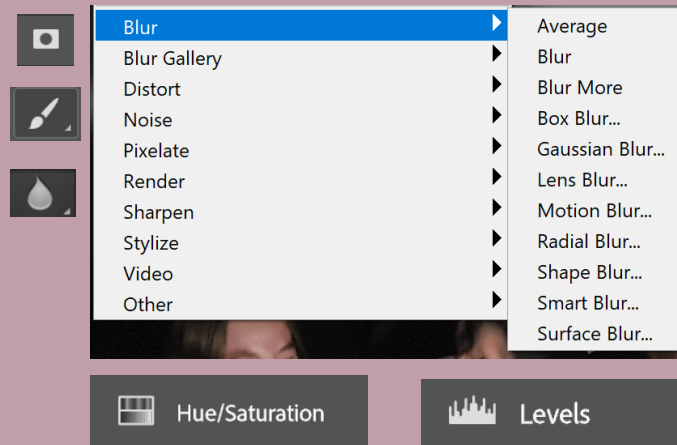 Blur
Blur Gallery
Distort
Noise
Pixelate
Render
Sharpen
Stylize
Video
Other
Average
Blur
Blur More
Box Blur...
Gaussian Blur...
Lens Blur...
Motion Blur...
Radial Blur...
Shape Blur...
Smart Blur...
Surface Blur...
Hue/Saturation
Levels